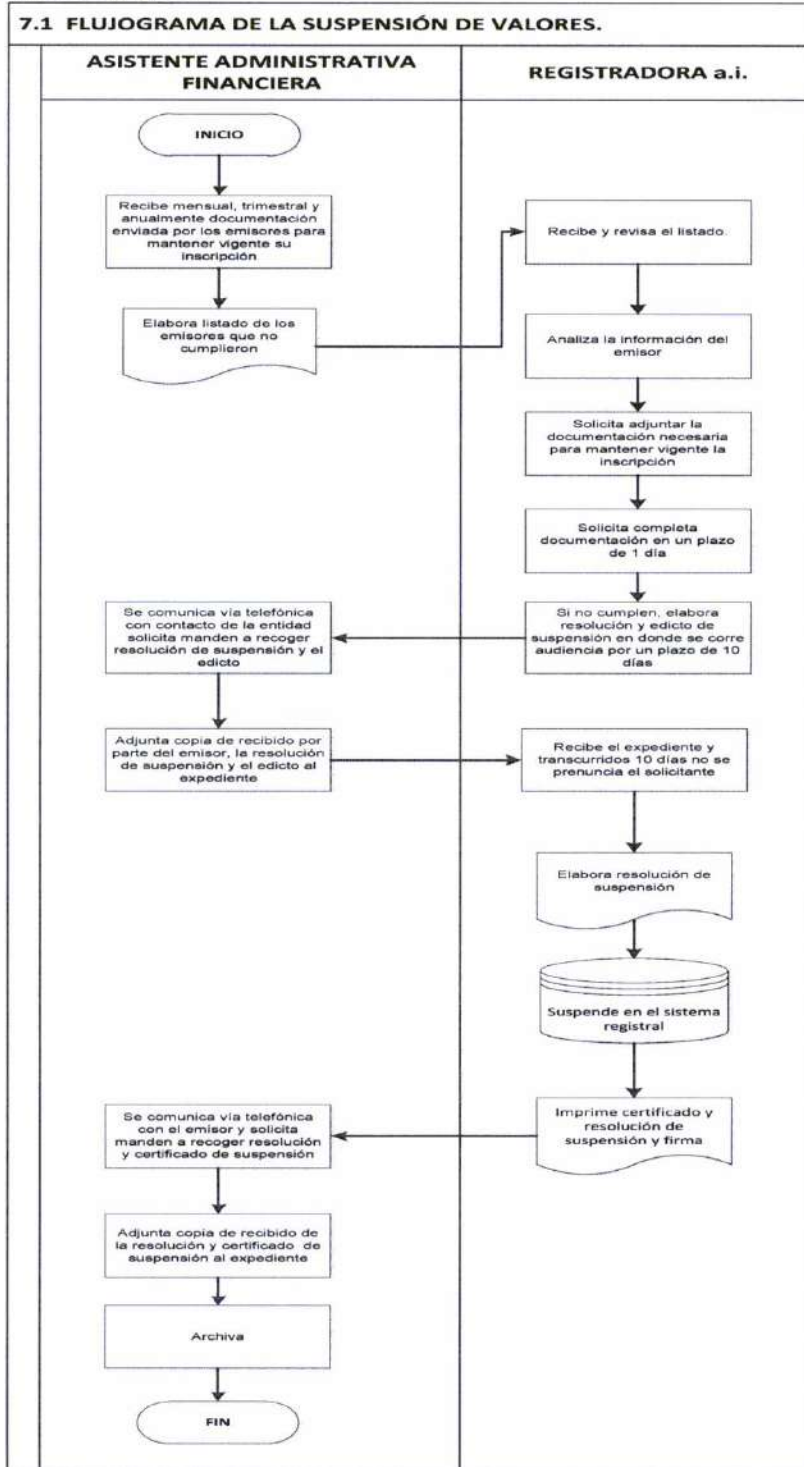 7.1 FLUJOGRAMA DE LA SUSPENSIÓN DE VALORES.
ASISTENTE ADMINISTRATIVA
FINANCIERA
REGISTRADORA a.i.
INICIO
Recibe mensual, trimestral y
anualmente documentación
enviada por los emisores para
mantener vigente su
inscripción
Elabora listado de los
emisores que no
cumplieron
Recibe y revisa el listado.
Analiza la información del
emisor
Solicita adjuntar la
documentación necesaria
para mantener vigente la
inscripción
Solicita completa
documentación en un plazo
de 1 día
Si no cumplen, elabora
resolución y edicto de
suspensión en donde se corre
audiencia por un plazo de 10
días
Se comunica vía telefónica
con contacto de la entidad
solicita manden a recoger
resolución de suspensión y el
edicto
Adjunta copia de recibido por
parte del emisor, la resolución
de suspensión y el edicto al
expediente
Recibe el expediente y
transcurridos 10 días no se
prenuncia el solicitante
Elabora resolución de
suspensión
Suspende en el sistema
registral
Imprime certificado y
resolución de
suspensión y firma
Se comunica vía telefónica
con el emisor y solicita
manden a recoger resolución
y certificado de suspensión
Adjunta copia de recibido de
la resolución y certificado de
suspensión al expediente
Archiva
FIN